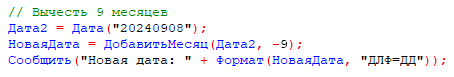 // Вычесть 9 месяцев
Дата2 = Дата("20240908");
НоваяДата = ДобавитьМесяц(Дата2, -9);
Сообщить("Новая дата: " + Формат(НоваяДата, "ДЛФ=ДД"));